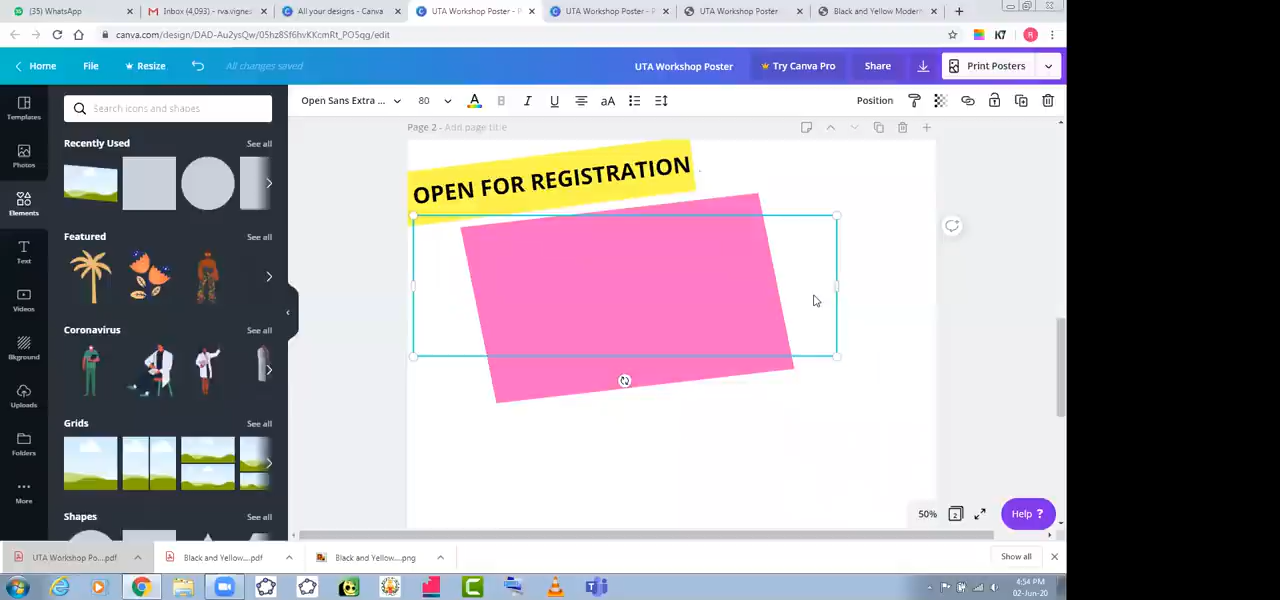 (35) WhatsApp
Inbox (4,093) - rva.vignes
All your designs - Canva
UTA Workshop Poster - P
UTA Workshop Poster - P
UTA Workshop Poster
Black and Yellow Modern
canva.com/design/DAD-Au2ysQw/05hz8Sf6hvKKcmRt_PO5qg/edit
K7
R
Home
File
Resize
All changes saved
UTA Workshop Poster
Try Canva Pro
Share
Print Posters
Templates
Photos
Elements
Text
Videos
Bkground
Uploads
Folders
More
Search icons and shapes
Recently Used
See all
Featured
See all
Coronavirus
See all
Grids
See all
Shapes
See all
Open Sans Extra ...
80
A
B
I
U
aA
Position
Page 2 - Add page title
OPEN FOR REGISTRATION
50%
2
Help ?
UTA Workshop Po....pdf
Black and Yellow....pdf
Black and Yellow....png
Show all
4:54 PM
02-Jun-20